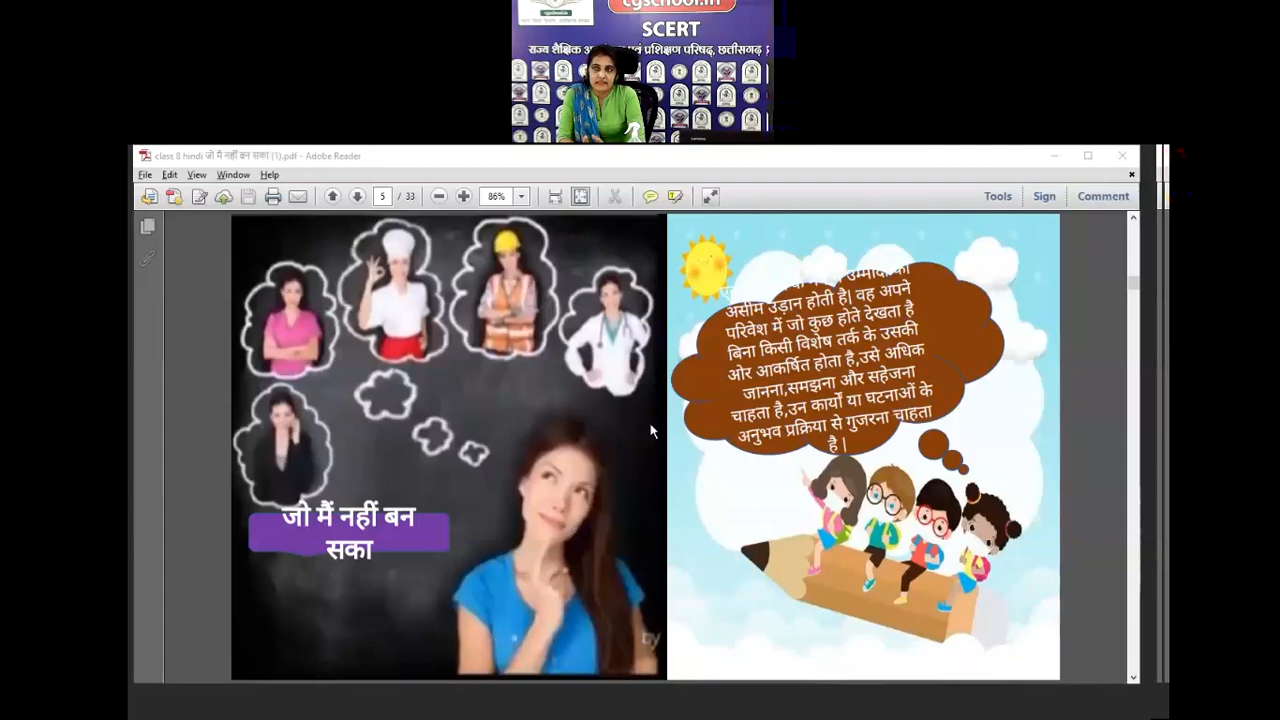 cgschool.in
SCERT
राज्य शैक्षिक एवं प्रशिक्षण परिषद, छत्तीसगढ़
class 8 hindi जो मै नहीं बन सका (1).pdf - Adobe Reader
File Edit View Window Help
5 / 33 86% Tools Sign Comment
जो मैं नहीं बन
सका
असीम उड़ान होती है| वह अपने
परिवेश में जो कुछ होते देखता है
बिना किसी विशेष तर्क के उसकी
ओर आकर्षित होता है,उसे अधिक
जानना,समझना और सहेजना
चाहता है,उन कार्यों या घटनाओं के
अनुभव प्रक्रिया से गुजरना चाहता
है |
by